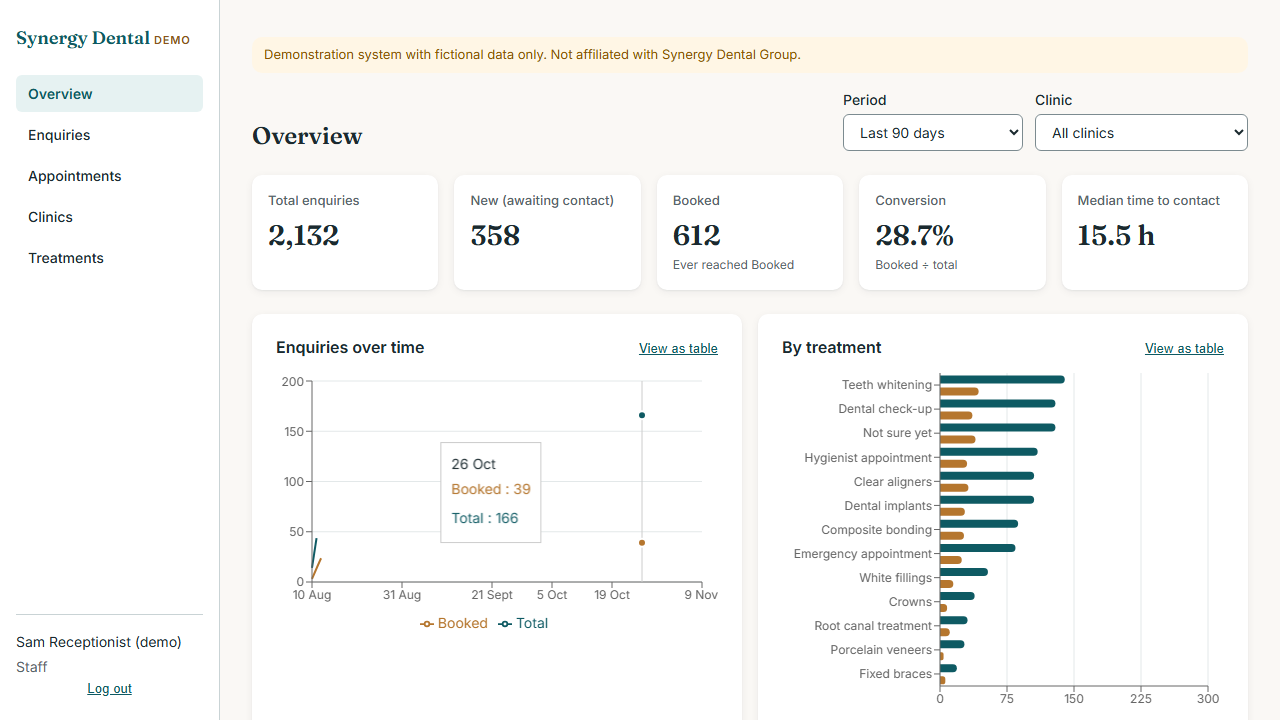 Synergy Dental DEMO
Overview
Enquiries
Appointments
Clinics
Treatments
Sam Receptionist (demo)
Staff
Log out
Demonstration system with fictional data only. Not affiliated with Synergy Dental Group.
Overview
Period
Last 90 days
Clinic
All clinics
Total enquiries
2,132
New (awaiting contact)
358
Booked
612
Ever reached Booked
Conversion
28.7%
Booked ÷ total
Median time to contact
15.5 h
Enquiries over time
View as table
200
150
100
50
0
26 Oct
Booked : 39
Total : 166
10 Aug
31 Aug
21 Sept
5 Oct
19 Oct
9 Nov
Booked
Total
By treatment
View as table
Teeth whitening
Dental check-up
Not sure yet
Hygienist appointment
Clear aligners
Dental implants
Composite bonding
Emergency appointment
White fillings
Crowns
Root canal treatment
Porcelain veneers
Fixed braces
0
75
150
225
300